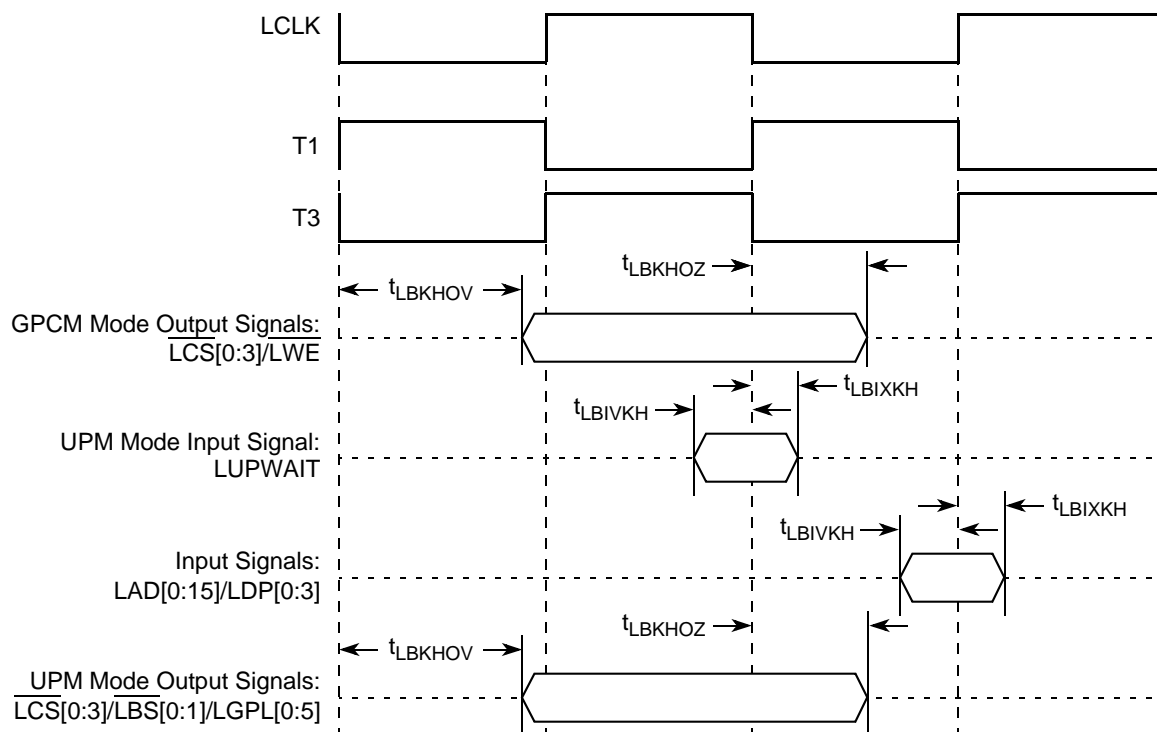 LCLK
T1
T3
tLBKHOZ
tLBKHOV
GPCM Mode Output Signals:
LCS[0:3]/LWE
tLBIXKH
tLBIVKH
UPM Mode Input Signal:
LUPWAIT
tLBIXKH
tLBIVKH
Input Signals:
LAD[0:15]/LDP[0:3]
tLBKHOZ
tLBKHOV
UPM Mode Output Signals:
LCS[0:3]/LBS[0:1]/LGPL[0:5]